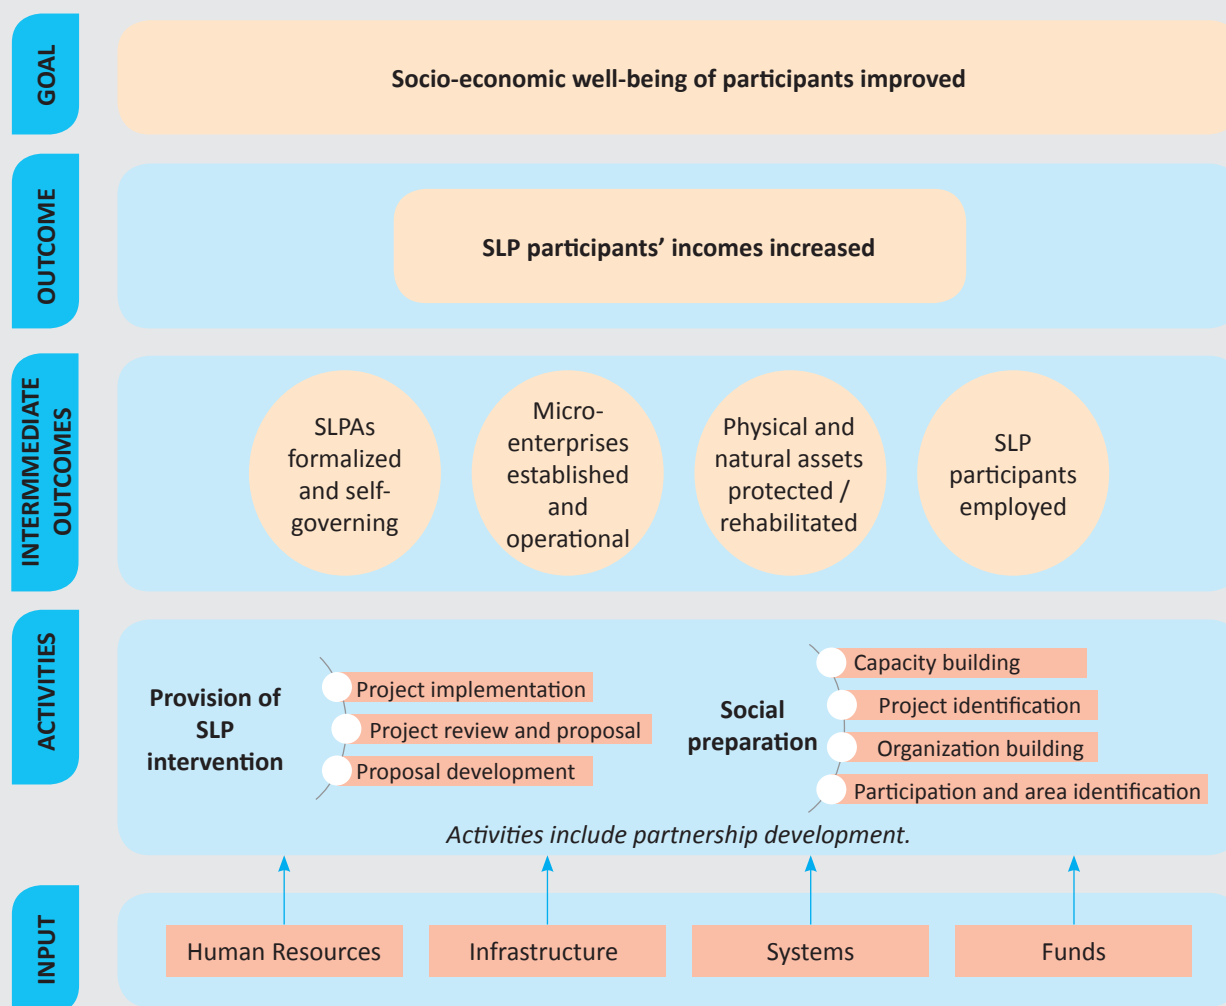 GOAL
Socio-economic well-being of participants improved
OUTCOME
SLP participants’ incomes increased
INTERMMEDIATE
OUTCOMES
SLPAs
formalized
and self-
governing
Micro-
enterprises
established
and
operational
Physical and
natural assets
protected /
rehabilitated
SLP
participants
employed
ACTIVITIES
Provision of
SLP
intervention
Project implementation
Project review and proposal
Proposal development
Social
preparation
Capacity building
Project identification
Organization building
Participation and area identification
Activities include partnership development.
INPUT
Human Resources
Infrastructure
Systems
Funds